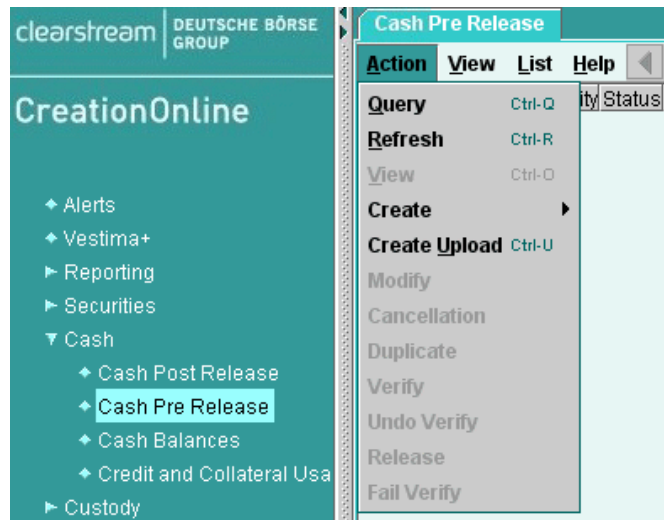 clearstream DEUTSCHE BÖRSE
GROUP
CreationOnline
Alerts
Vestima+
Reporting
Securities
Cash
Cash Post Release
Cash Pre Release
Cash Balances
Credit and Collateral Usa
Custody
Cash Pre Release
Action View List Help
ity Status
Query Ctrl-Q
Refresh Ctrl-R
View Ctrl-O
Create
Create Upload Ctrl-U
Modify
Cancellation
Duplicate
Verify
Undo Verify
Release
Fail Verify